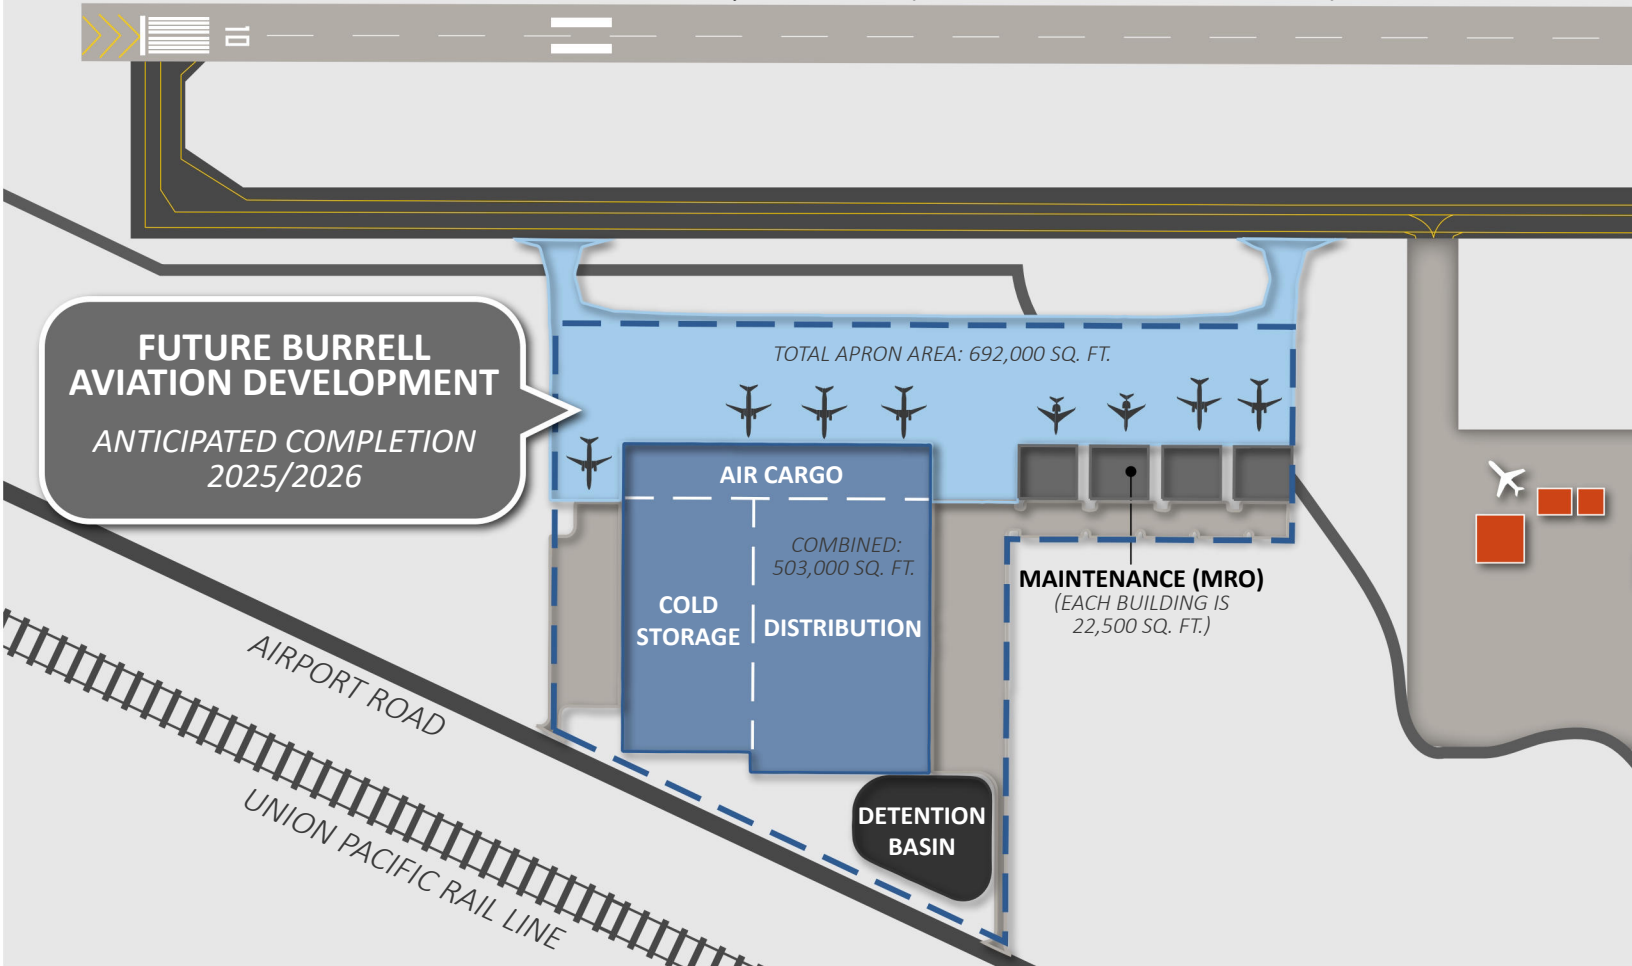 01
FUTURE BURRELL
AVIATION DEVELOPMENT
ANTICIPATED COMPLETION
2025/2026
TOTAL APRON AREA: 692,000 SQ. FT.
AIR CARGO
COMBINED:
503,000 SQ. FT.
COLD
STORAGE
DISTRIBUTION
MAINTENANCE (MRO)
(EACH BUILDING IS
22,500 SQ. FT.)
DETENTION
BASIN
AIRPORT ROAD
UNION PACIFIC RAIL LINE